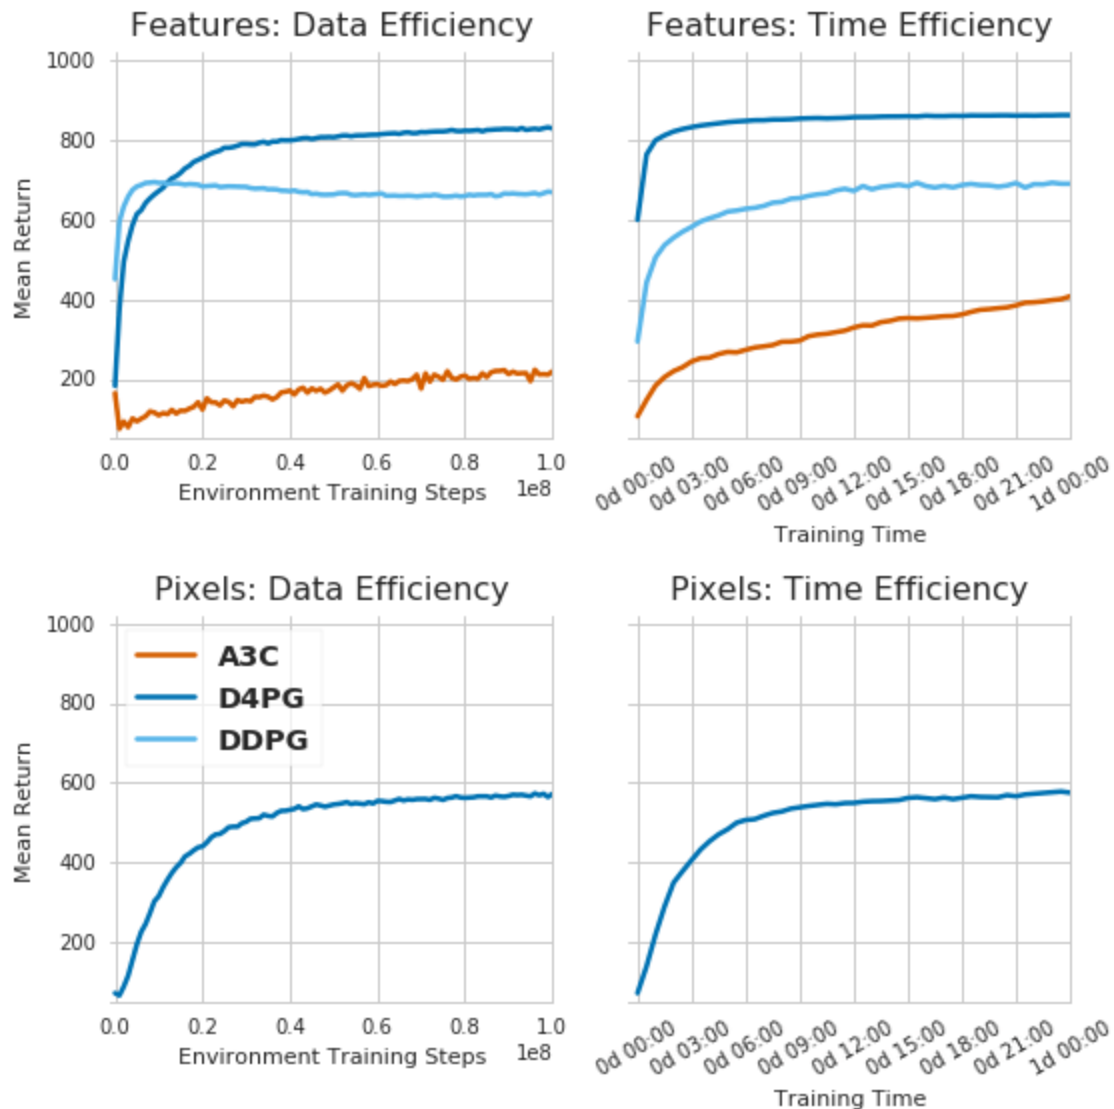 Features: Data Efficiency
Mean Return
1000
800
600
400
200
0.0 0.2 0.4 0.6 0.8 1.0
Environment Training Steps 1e8
Features: Time Efficiency
0d 00:00 0d 03:00 0d 06:00 0d 09:00 0d 12:00 0d 15:00 0d 18:00 0d 21:00 1d 00:00
Training Time
Pixels: Data Efficiency
Mean Return
1000
800
600
400
200
A3C
D4PG
DDPG
0.0 0.2 0.4 0.6 0.8 1.0
Environment Training Steps 1e8
Pixels: Time Efficiency
0d 00:00 0d 03:00 0d 06:00 0d 09:00 0d 12:00 0d 15:00 0d 18:00 0d 21:00 1d 00:00
Training Time